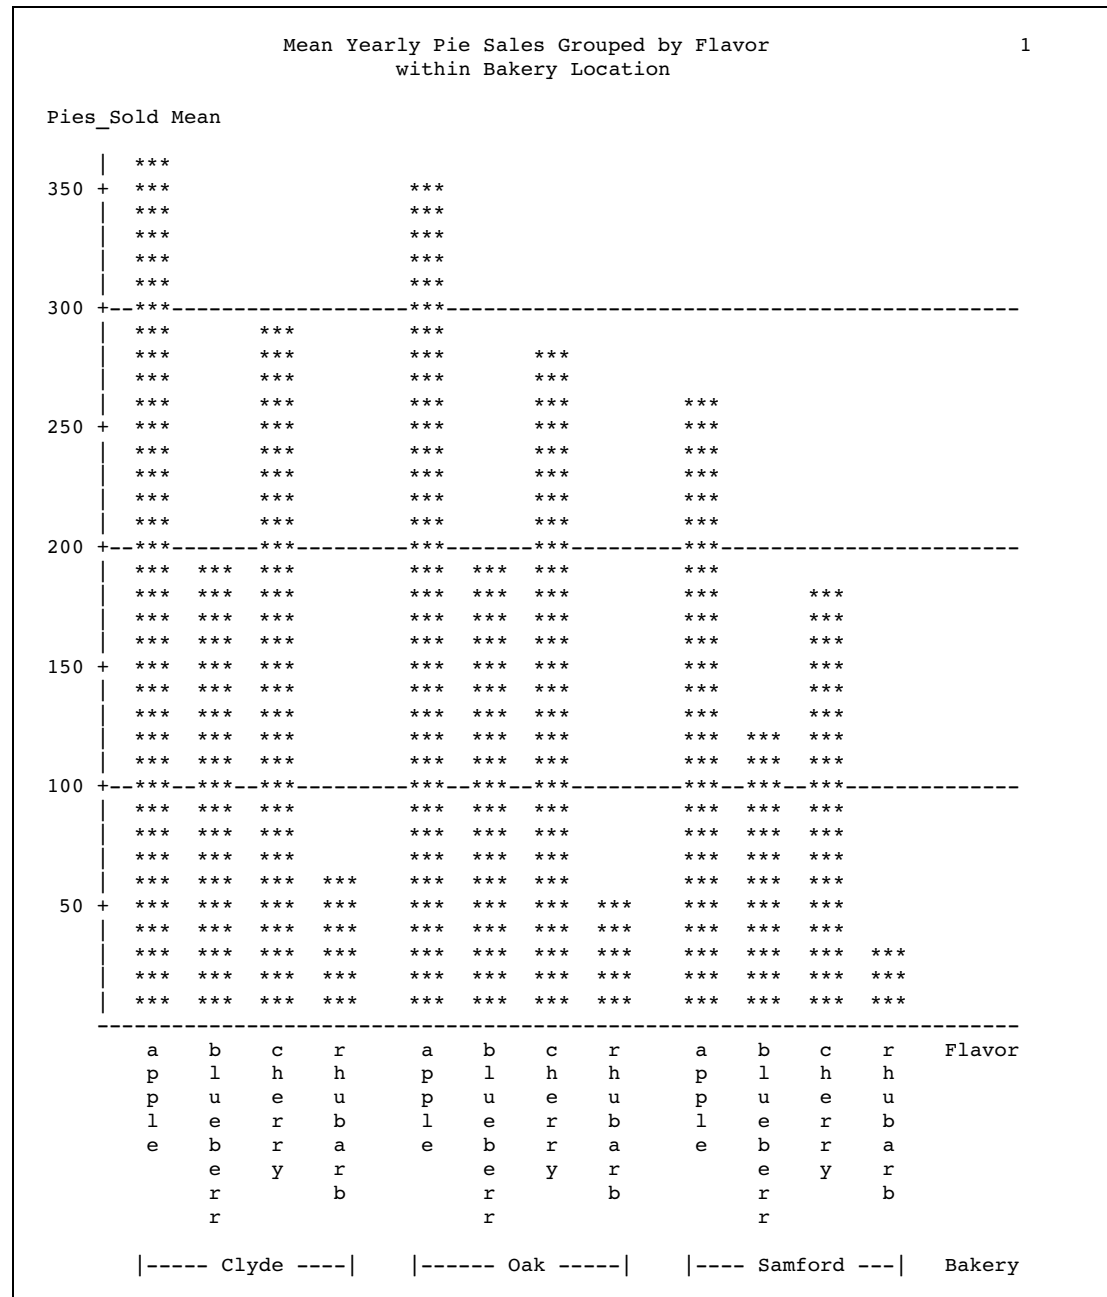 Mean Yearly Pie Sales Grouped by Flavor 1
within Bakery Location
Pies_Sold Mean
| ***
350 + *** ***
| *** ***
| *** ***
| *** ***
| *** ***
300 +--***-------------------***----------------------------------------------
| *** *** ***
| *** *** *** ***
| *** *** *** ***
| *** *** *** *** ***
250 + *** *** *** *** ***
| *** *** *** *** ***
| *** *** *** *** ***
| *** *** *** *** ***
| *** *** *** *** ***
200 +--***-------***---------***-------***---------***------------------------
| *** *** *** *** *** *** ***
| *** *** *** *** *** *** *** ***
| *** *** *** *** *** *** *** ***
| *** *** *** *** *** *** *** ***
150 + *** *** *** *** *** *** *** ***
| *** *** *** *** *** *** *** ***
| *** *** *** *** *** *** *** ***
| *** *** *** *** *** *** *** *** ***
| *** *** *** *** *** *** *** *** ***
100 +--***--***--***---------***--***--***---------***--***--***--------------
| *** *** *** *** *** *** *** *** ***
| *** *** *** *** *** *** *** *** ***
| *** *** *** *** *** *** *** *** ***
| *** *** *** *** *** *** *** *** *** ***
50 + *** *** *** *** *** *** *** *** *** *** ***
| *** *** *** *** *** *** *** *** *** *** ***
| *** *** *** *** *** *** *** *** *** *** *** ***
| *** *** *** *** *** *** *** *** *** *** *** ***
| *** *** *** *** *** *** *** *** *** *** *** ***
--------------------------------------------------------------------------
a b c r a b c r a b c r Flavor
p l h h p l h h p l h h
p u e u p u e u p u e u
l e r b l e r b l e r b
e b r a e b r a e b r a
e y r e y r e y r
r b r b r b
r r r
|----- Clyde ----| |------ Oak -----| |---- Samford ---| Bakery